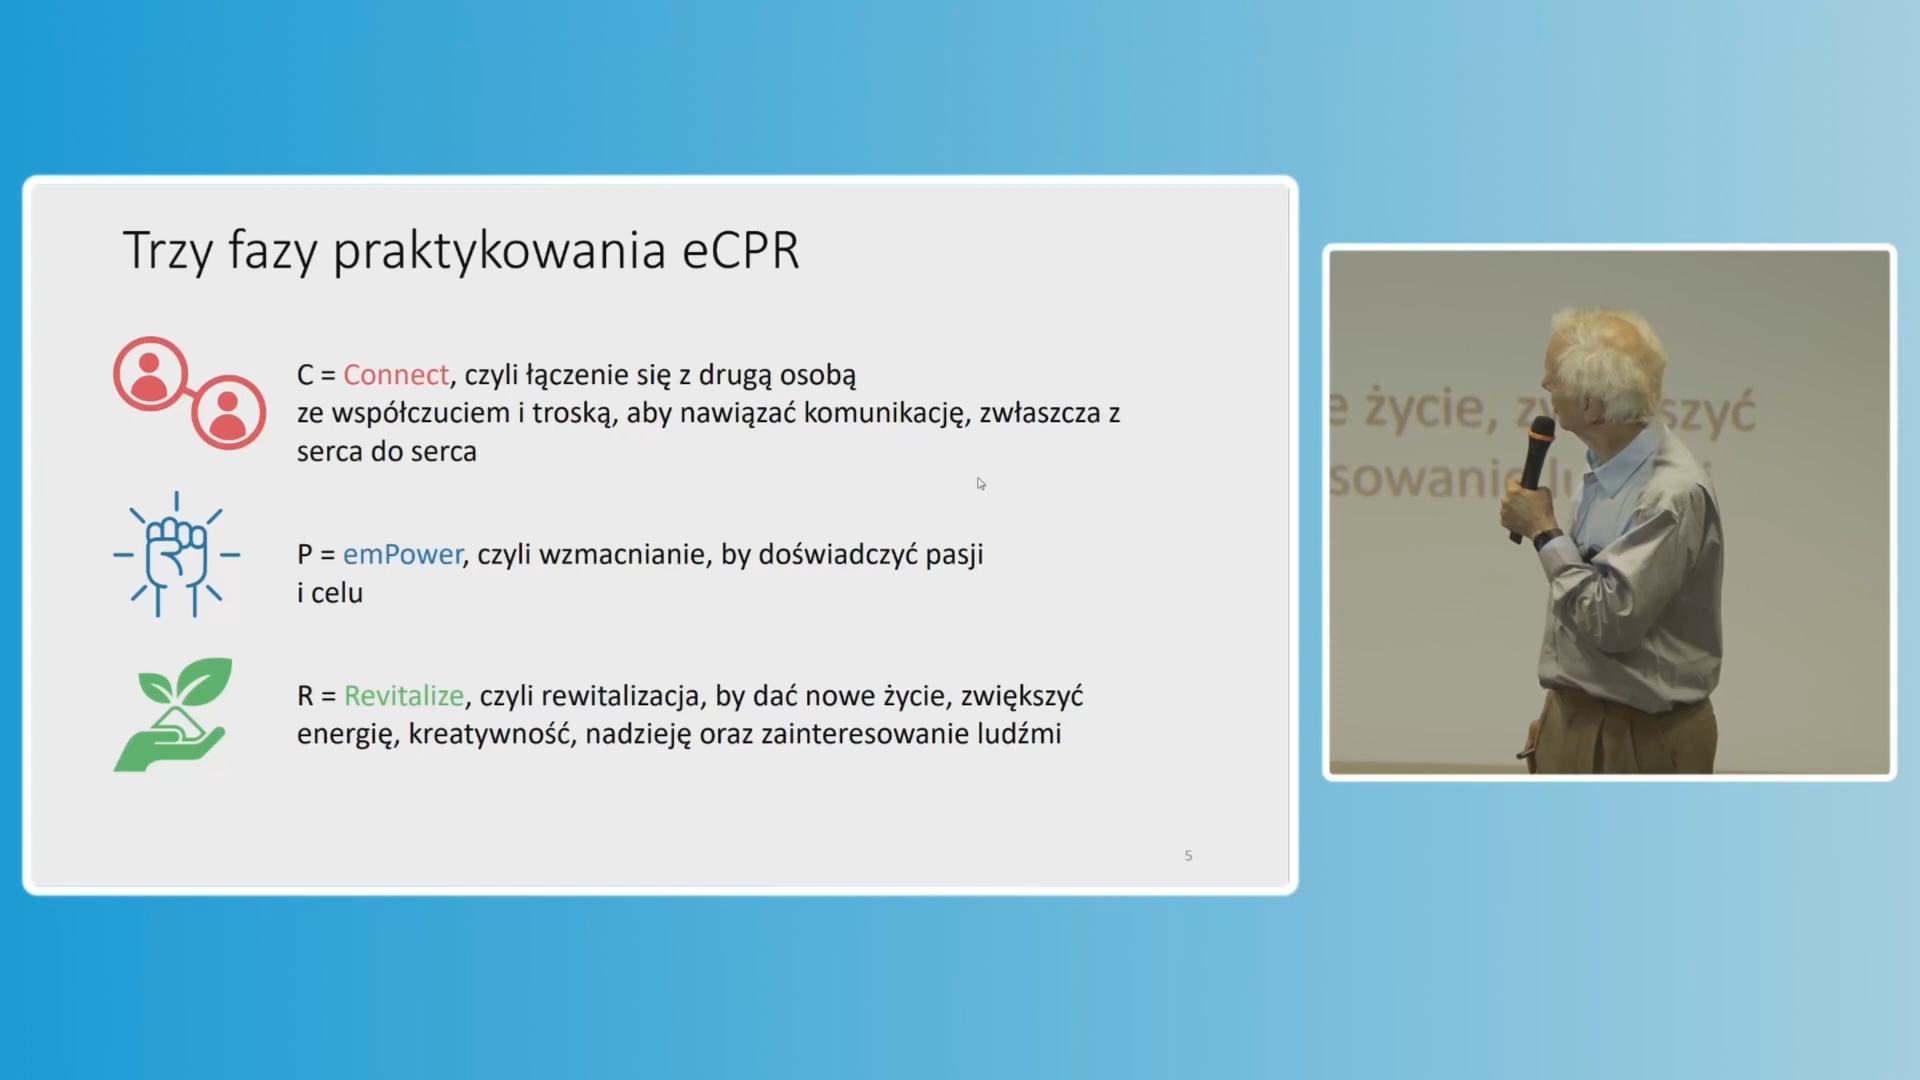 Trzy fazy praktykowania eCPR
C = Connect, czyli łączenie się z drugą osobą
ze współczuciem i troską, aby nawiązać komunikację, zwłaszcza z
serca do serca
P = emPower, czyli wzmacnianie, by doświadczyć pasji
i celu
R = Revitalize, czyli rewitalizacja, by dać nowe życie, zwiększyć
energię, kreatywność, nadzieję oraz zainteresowanie ludźmi
5
życie,